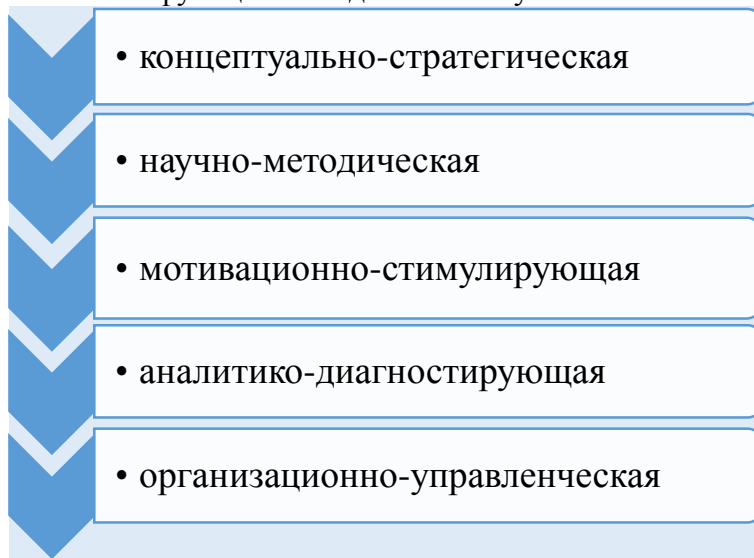 • концептуально-стратегическая
• научно-методическая
• мотивационно-стимулирующая
• аналитико-диагностирующая
• организационно-управленческая